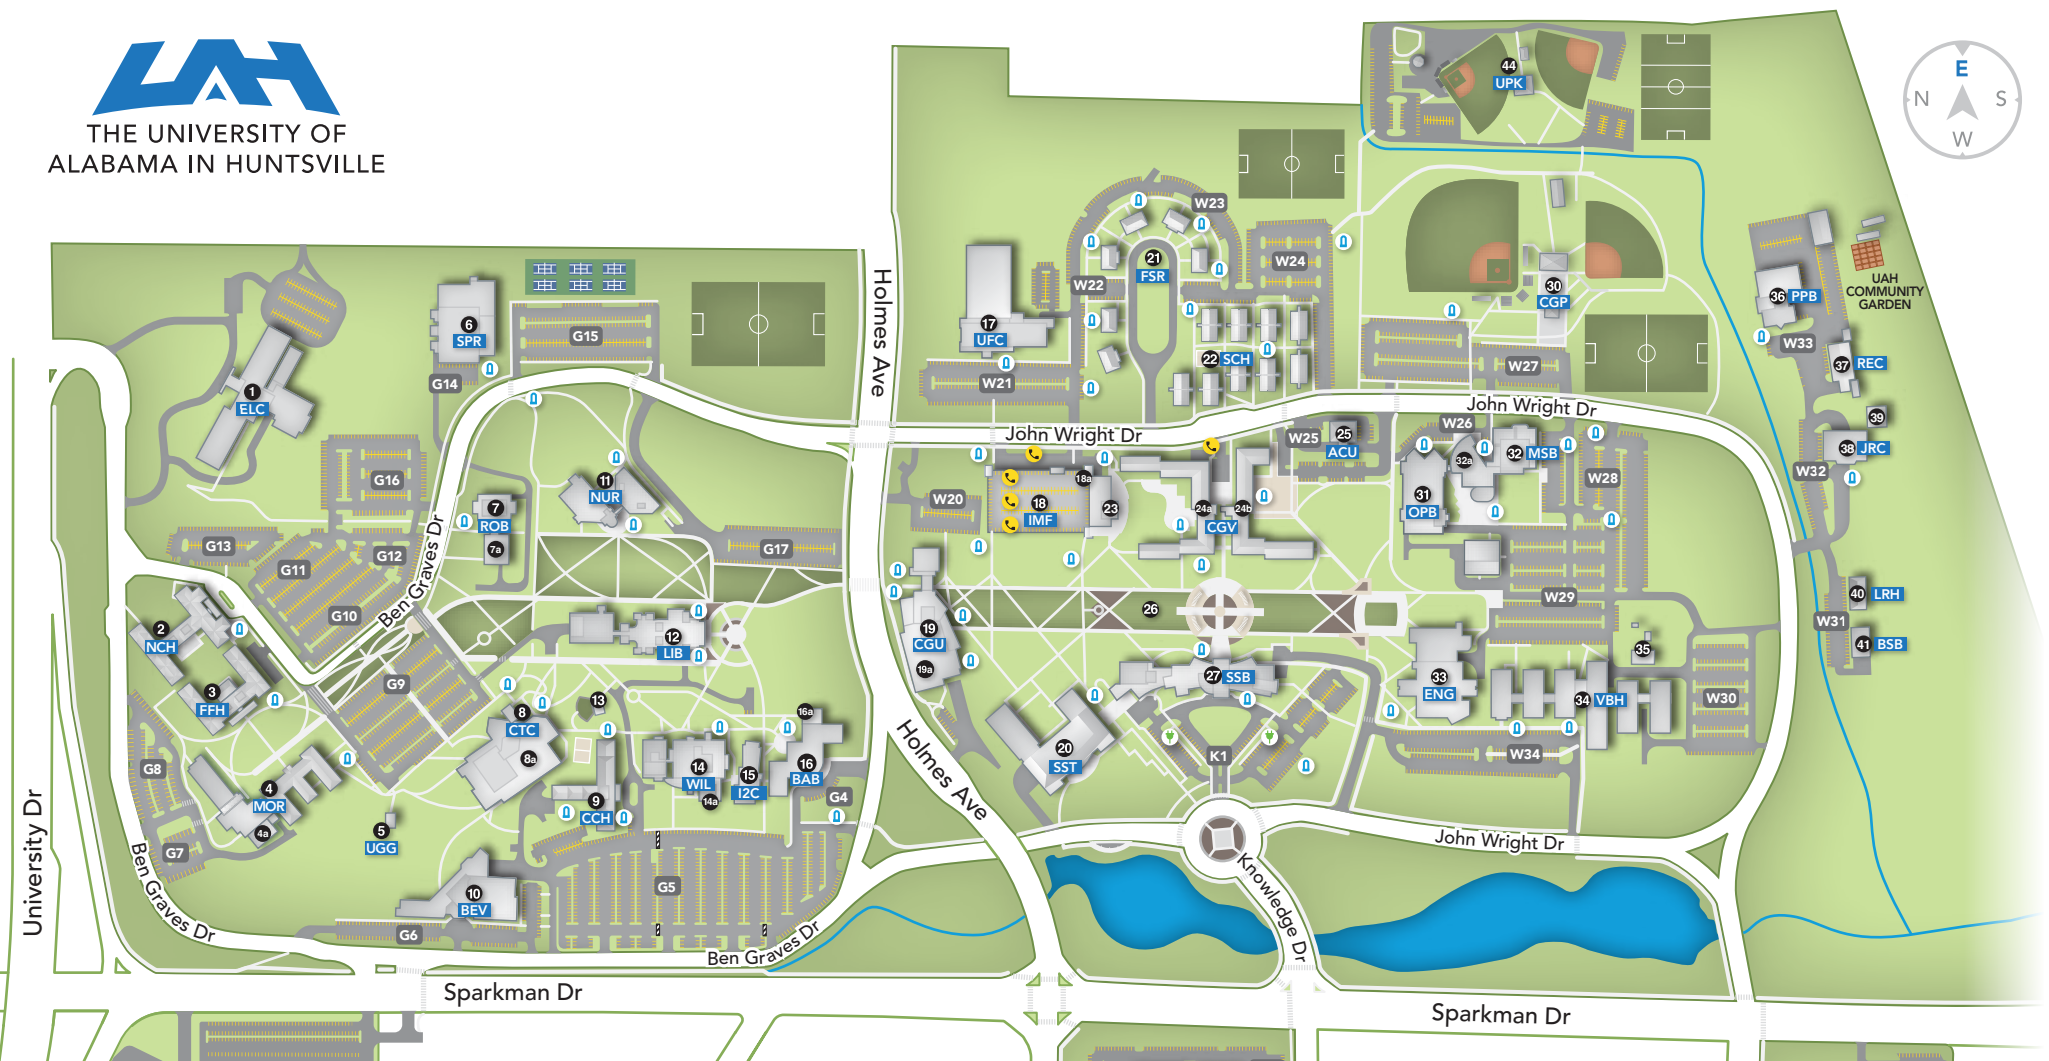 UAH
THE UNIVERSITY OF
ALABAMA IN HUNTSVILLE
E
N
S
W
44
UPK
W23
21
FSR
W24
W22
30
CGP
36 PPB
UAH
COMMUNITY
GARDEN
W33
37 REC
1
ELC
6
SPR
G15
G14
Holmes Ave
17
UFC
W21
22 SCH
W27
John Wright Dr
John Wright Dr
W25
25
ACU
W26
32 MSB
32a
39
38 JRC
W32
W28
G16
7
ROB
7a
11
NUR
G17
W20
18
IMF
18a
23
24a
24b
CGV
31
OPB
G13
G11
G12
G10
Ben Graves Dr
2
NCH
3
FFH
G9
12
LIB
19
CGU
19a
26
W29
40 LRH
W31
41 BSB
35
27 SSB
33
ENG
34 VBH
W30
8
CTC
8a
13
16a
16
BAB
14
WIL
14a
15
I2C
G4
9
CCH
20
SST
K1
W34
G8
4
MOR
4a
5
UGG
G7
10
BEV
G5
G6
Holmes Ave
John Wright Dr
Knowledge Dr
University Dr
Ben Graves Dr
Ben Graves Dr
Sparkman Dr
Sparkman Dr